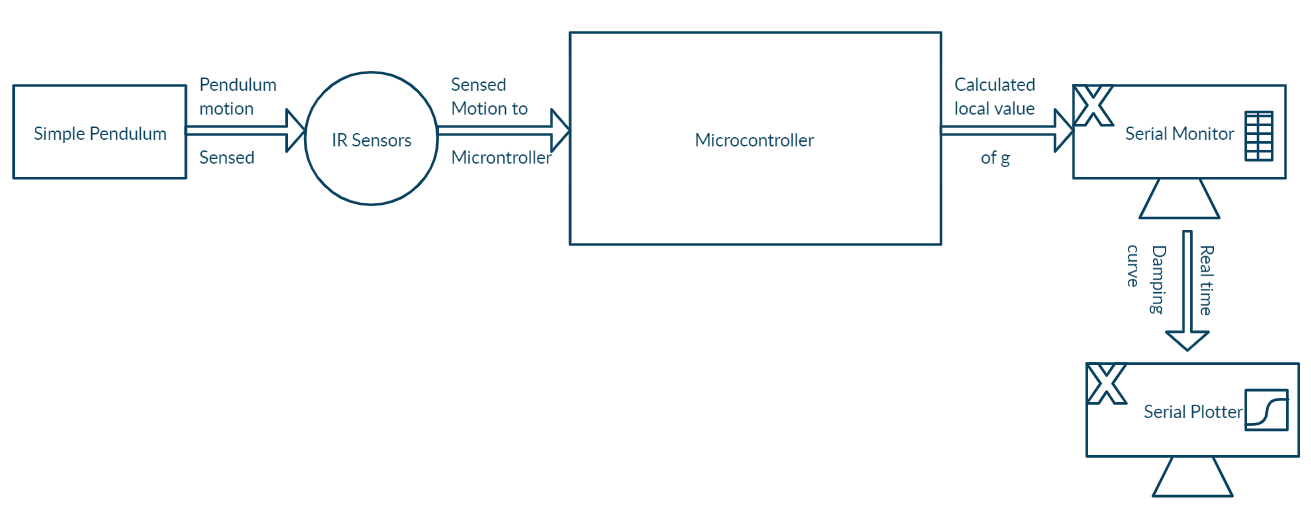 Simple Pendulum
Pendulum
motion
Sensed
IR Sensors
Sensed
Motion to
Microntroller
Microcontroller
Calculated
local value
of g
Serial Monitor
Real time
Damping
curve
Serial Plotter